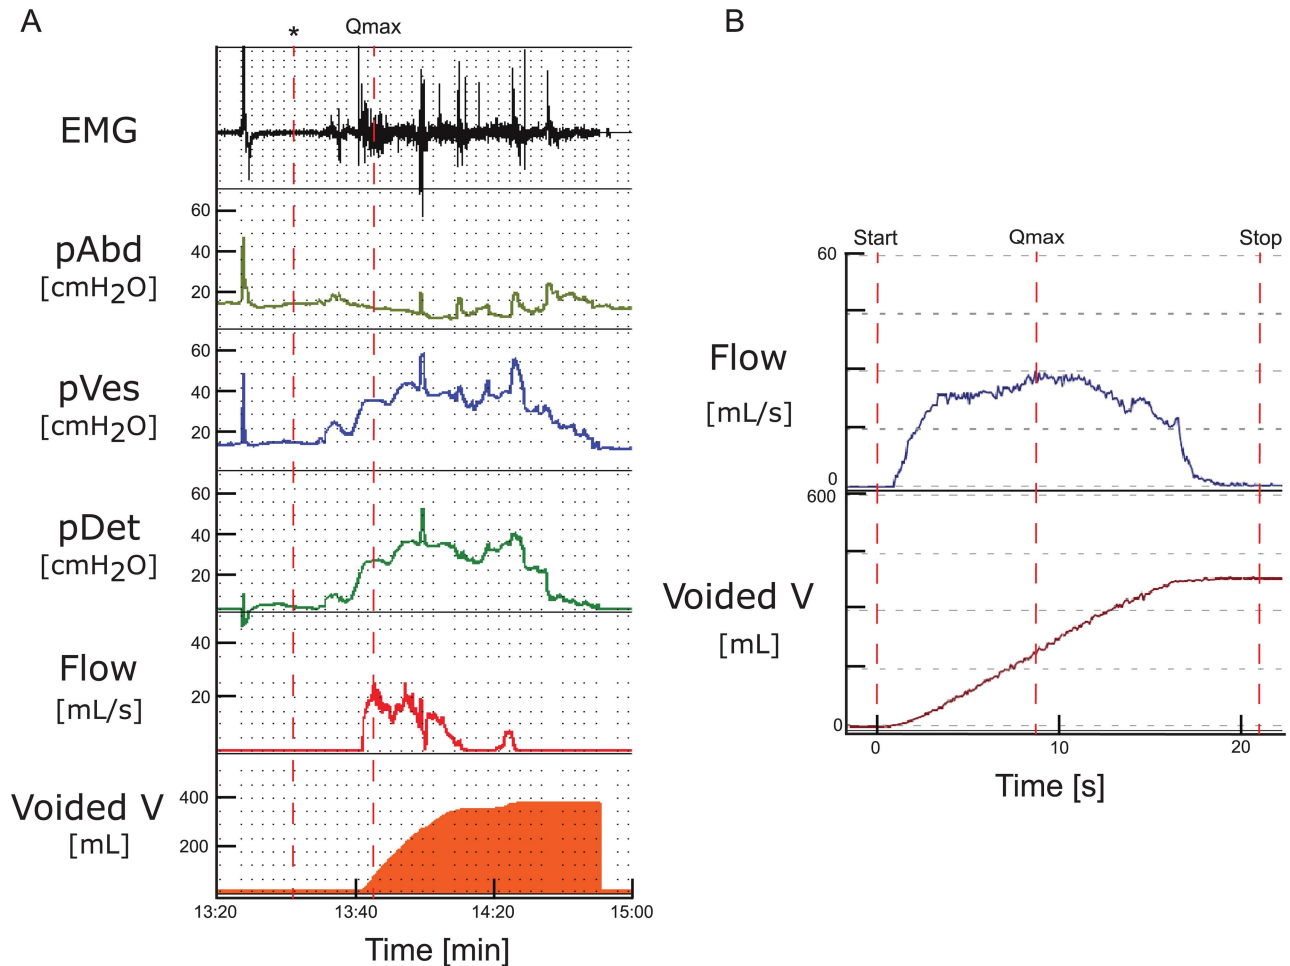 A
B
* Qmax
EMG
60
40
20
pAbd
[cmH2O]
60
40
20
pVes
[cmH2O]
60
40
20
pDet
[cmH2O]
40
20
Flow
[mL/s]
400
200
Voided V
[mL]
13:20 13:40 14:20 15:00
Time [min]
Start Qmax Stop
60
0
Flow
[mL/s]
600
0
Voided V
[mL]
0 10 20
Time [s]